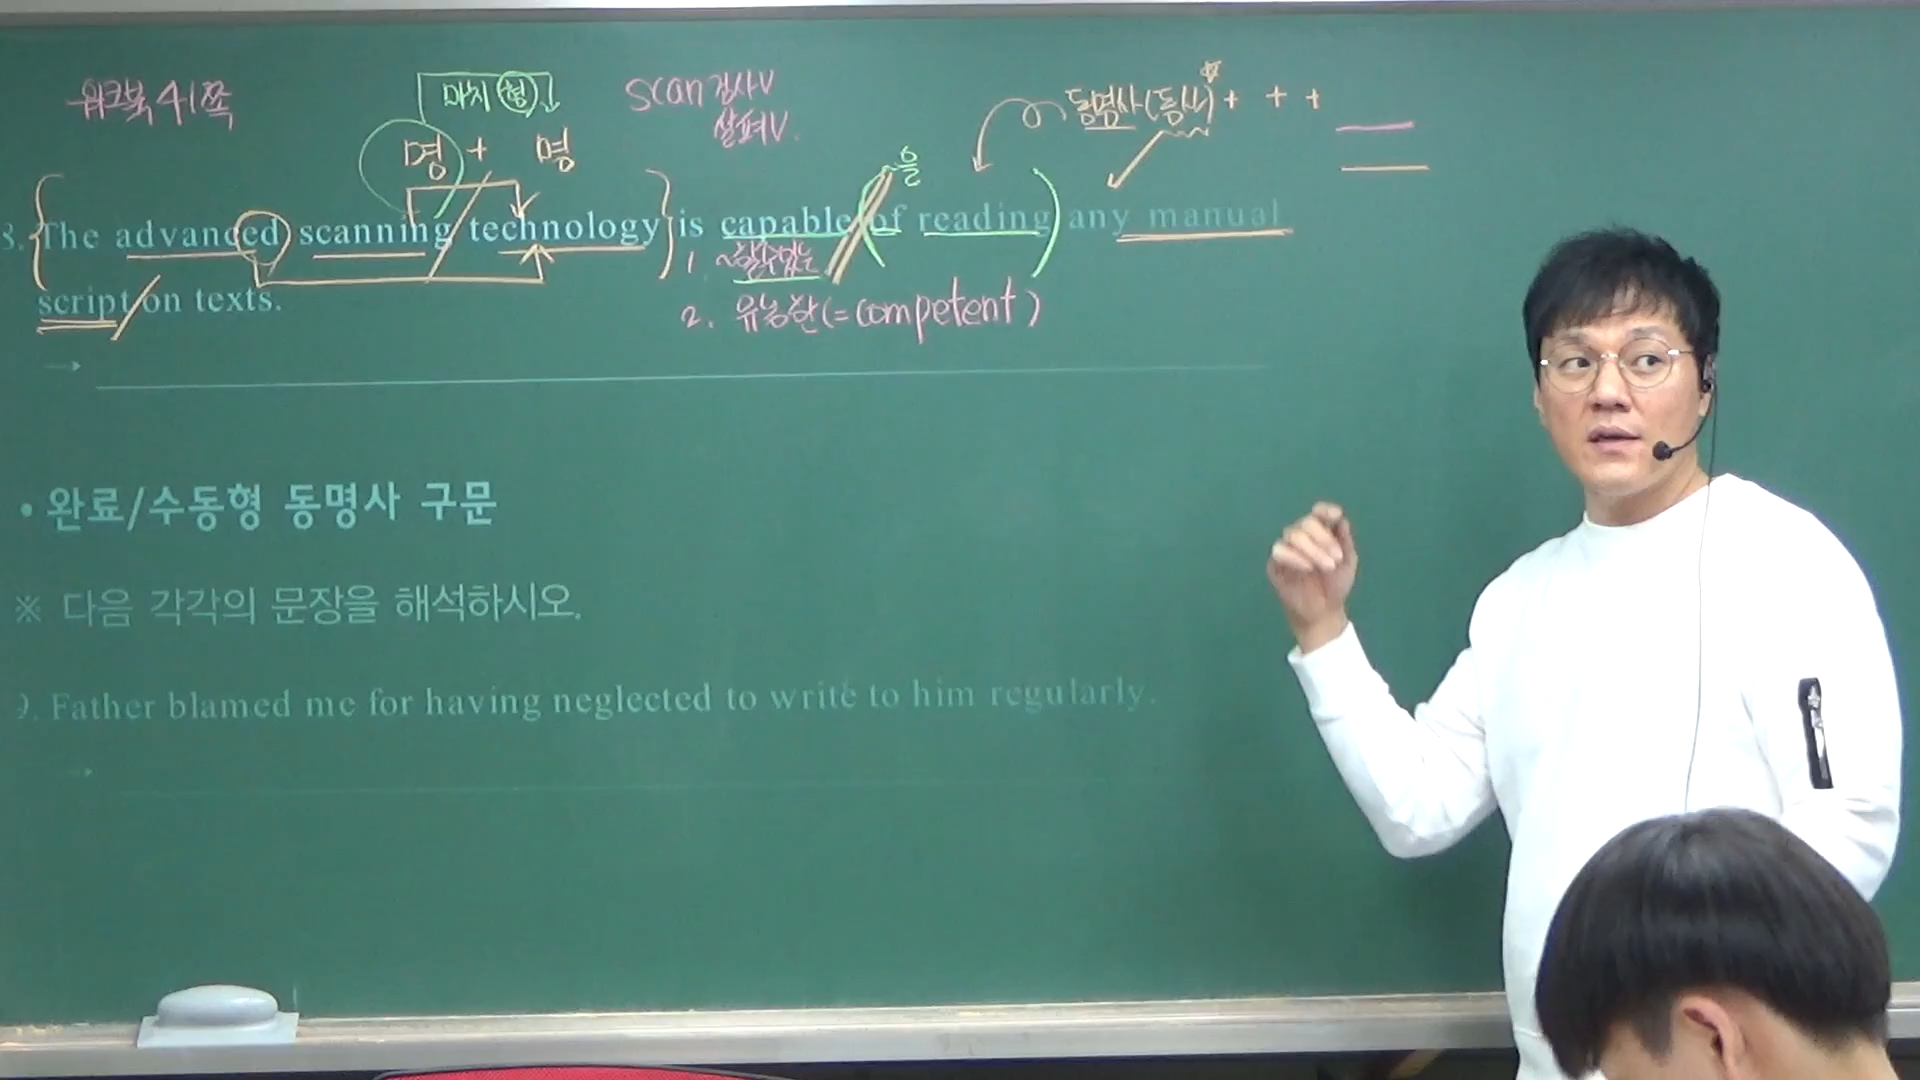 워크북 41쪽
마치 형
scan 검사V
살펴V.
동명사(동사) + + +
명 + 명
~을
8. The advanced scanning technology is capable of reading any manual
1 ~할 수 있는
script on texts.
2. 유능한(=competent)
→
• 완료/수동형 동명사 구문
※ 다음 각각의 문장을 해석하시오.
9. Father blamed me for having neglected to write to him regularly.
→